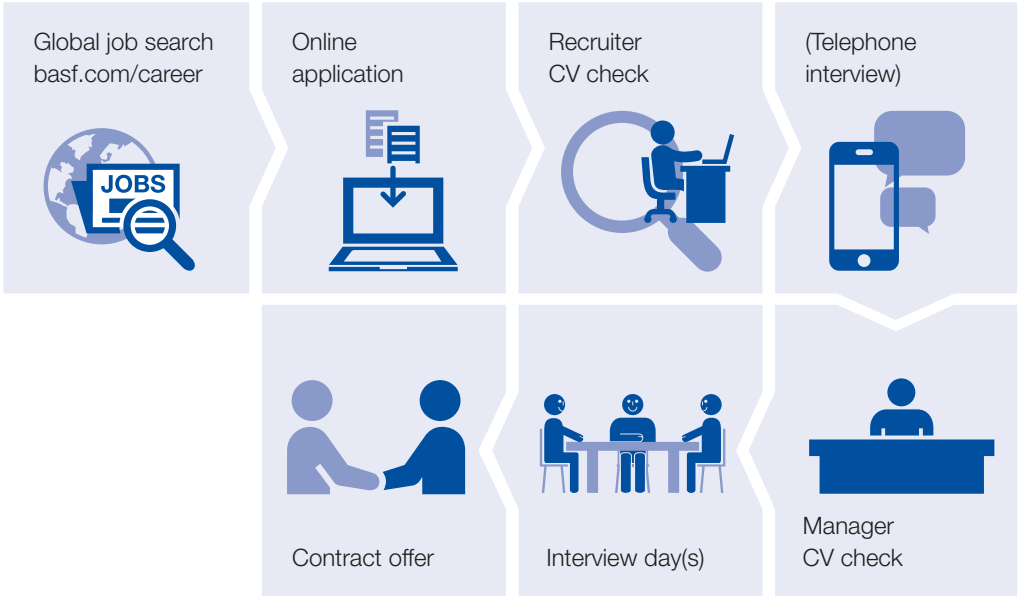 Global job search
basf.com/career
Online
application
Recruiter
CV check
(Telephone
interview)
JOBS
Contract offer
Interview day(s)
Manager
CV check